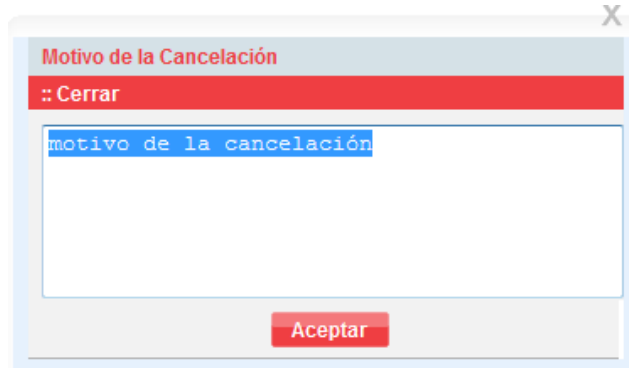 X
Motivo de la Cancelación
:: Cerrar
motivo de la cancelación
Aceptar